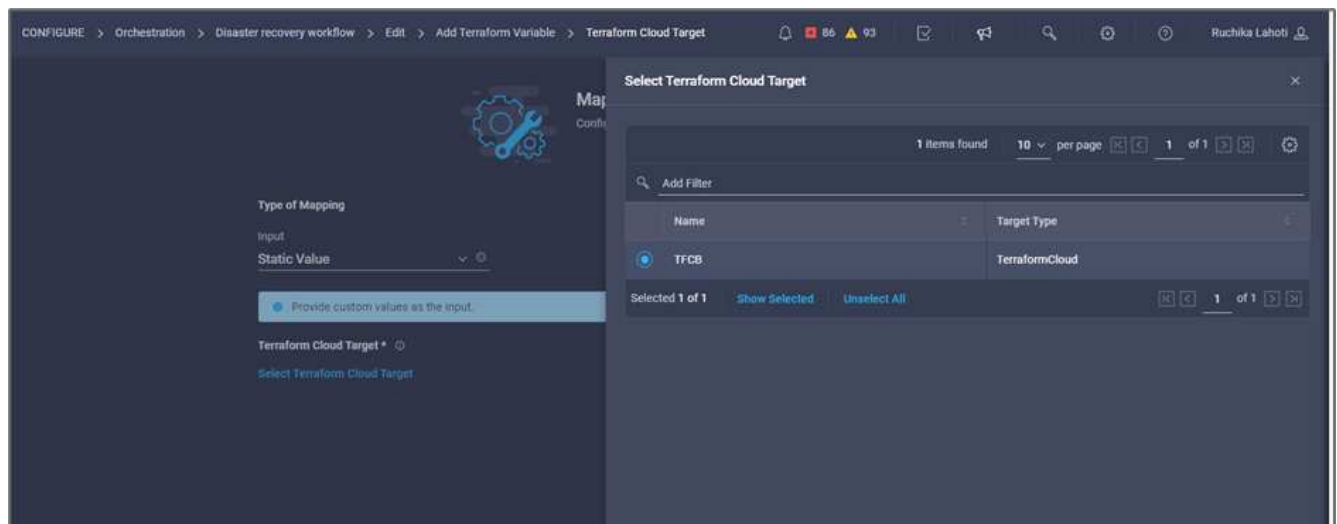 CONFIGURE > Orchestration > Disaster recovery workflow > Edit > Add Terraform Variable > Terraform Cloud Target 86 93 Ruchika Lahoti
Select Terraform Cloud Target
Map
Confi
1 items found 10 per page 1 of 1
Add Filter
Type of Mapping
Name Target Type
Input
Static Value
TFCB TerraformCloud
Selected 1 of 1 Show Selected Unselect All 1 of 1
Provide custom values as the input.
Terraform Cloud Target *
Select Terraform Cloud Target